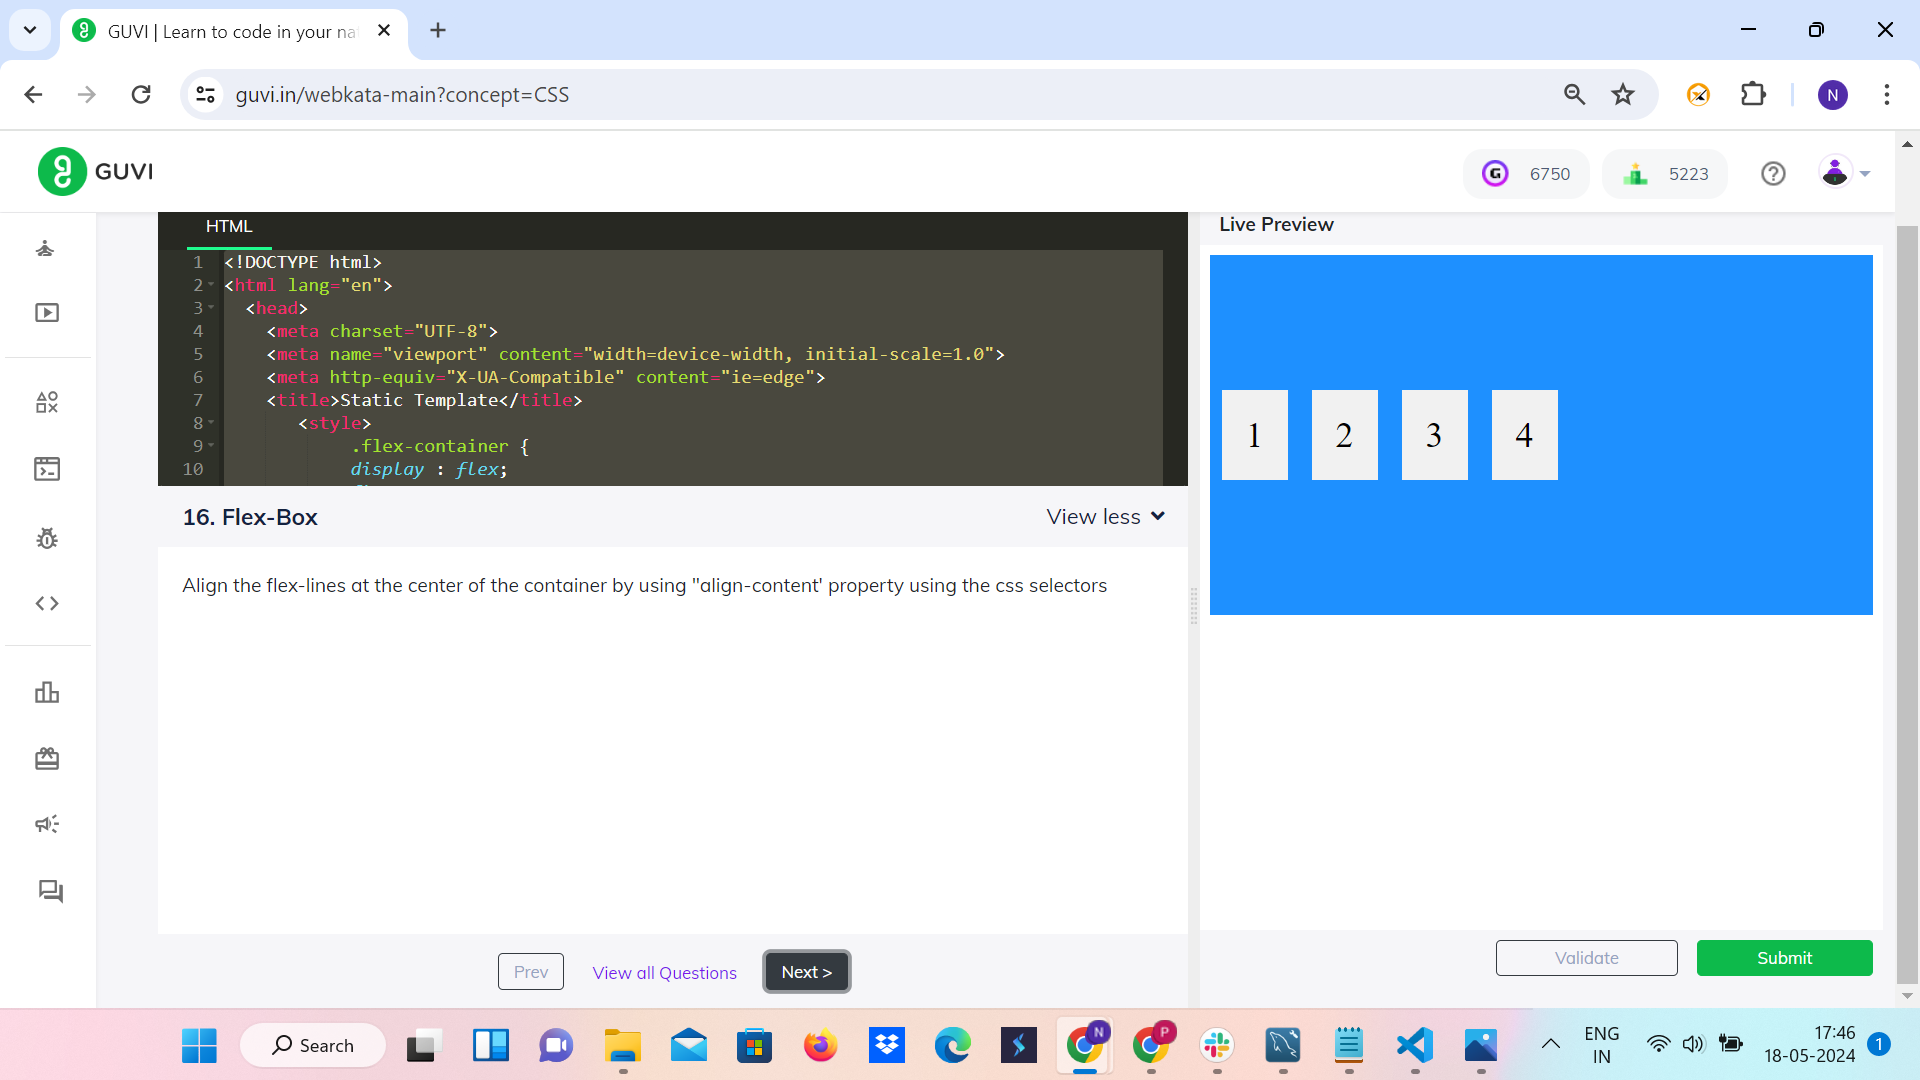 GUVI | Learn to code in your na
guvi.in/webkata-main?concept=CSS
N
GUVI
G 6750
5223
HTML
Live Preview
1 <!DOCTYPE html>
2 <html lang="en">
3 <head>
4 <meta charset="UTF-8">
5 <meta name="viewport" content="width=device-width, initial-scale=1.0">
6 <meta http-equiv="X-UA-Compatible" content="ie=edge">
7 <title>Static Template</title>
8 <style>
9 .flex-container {
10 display : flex;
1 2 3 4
16. Flex-Box
View less
Align the flex-lines at the center of the container by using "align-content' property using the css selectors
Prev
View all Questions
Next >
Validate
Submit
Search
N
P
ENG
IN
17:46
18-05-2024
1